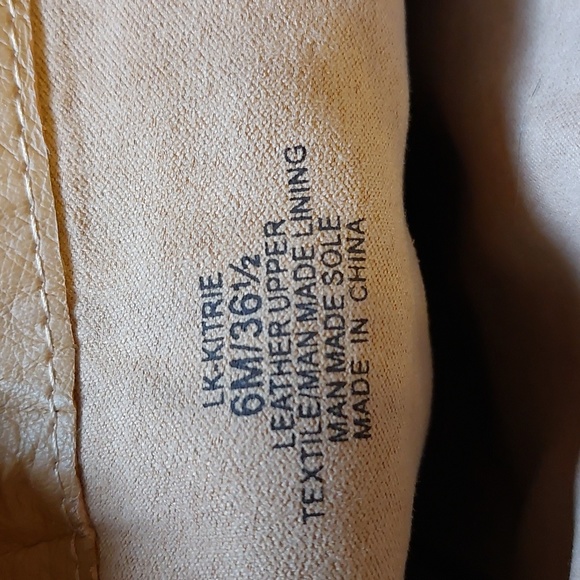 LK-KITRIE
6M/36½
LEATHER UPPER
TEXTILE/MAN MADE LINING
MAN MADE SOLE
MADE IN CHINA